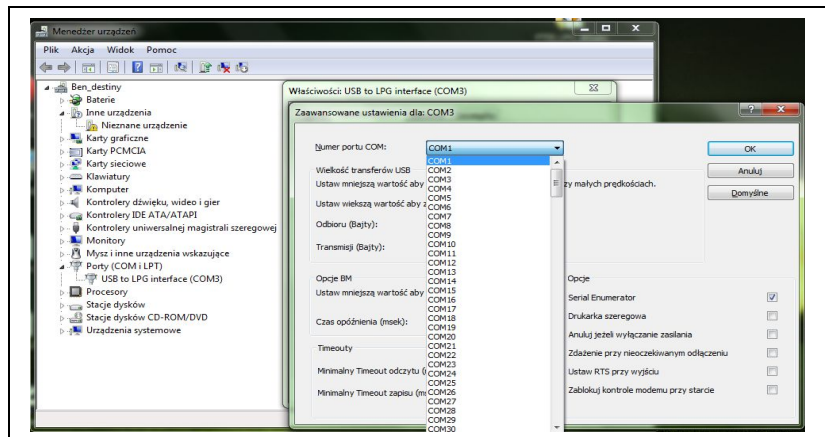 Menedżer urządzeń
Plik Akcja Widok Pomoc
Ben_destiny
Baterie
Inne urządzenia
Nieznane urządzenie
Karty graficzne
Karty PCMCIA
Karty sieciowe
Klawiatury
Komputer
Kontrolery dźwięku, wideo i gier
Kontrolery IDE ATA/ATAPI
Kontrolery uniwersalnej magistrali szeregowej
Monitory
Mysz i inne urządzenia wskazujące
Porty (COM i LPT)
USB to LPG interface (COM3)
Procesory
Stacje dysków
Stacje dysków CD-ROM/DVD
Urządzenia systemowe
Właściwości: USB to LPG interface (COM3)
Zaawansowane ustawienia dla: COM3
Numer portu COM: COM1
OK
Anuluj
Domyślne
Wielkość transferów USB
Ustaw mniejszą wartość aby
zy małych prędkościach.
Ustaw wiekszą wartość aby
Odbioru (Bajty):
Transmisji (Bajty):
Opcje BM
Ustaw mniejszą wartość aby
Czas opóźnienia (msek):
Timeouty
Minimalny Timeout odczytu
Minimalny Timeout zapisu
COM1
COM2
COM3
COM4
COM5
COM6
COM7
COM8
COM9
COM10
COM11
COM12
COM13
COM14
COM15
COM16
COM17
COM18
COM19
COM20
COM21
COM22
COM23
COM24
COM25
COM26
COM27
COM28
COM29
COM30
Opcje
Serial Enumerator
Drukarka szeregowa
Anuluj jeżeli wyłączanie zasilania
Zdażenie przy nieoczekiwanym odłączeniu
Ustaw RTS przy wyjściu
Zablokuj kontrole modemu przy starcie